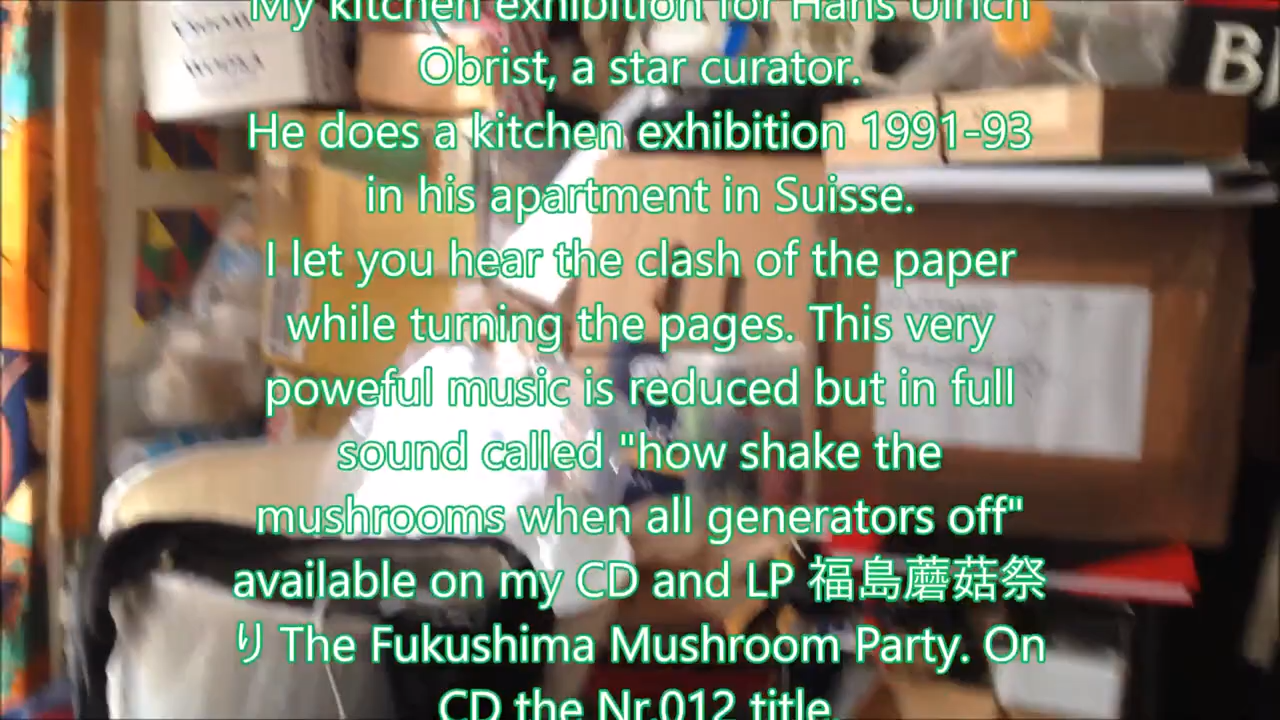 My kitchen exhibition for Hans Ulrich
Obrist, a star curator.
He does a kitchen exhibition 1991-93
in his apartment in Suisse.
I let you hear the clash of the paper
while turning the pages. This very
poweful music is reduced but in full
sound called "how shake the
mushrooms when all generators off"
available on my CD and LP 福島蘑菇祭
り The Fukushima Mushroom Party. On
CD the Nr.012 title.